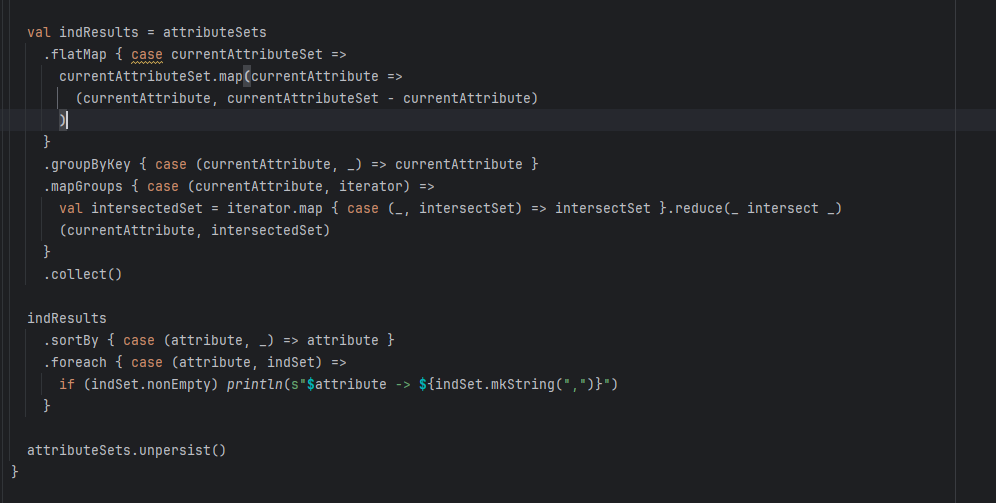 val indResults = attributeSets
  .flatMap { case currentAttributeSet =>
    currentAttributeSet.map(currentAttribute =>
      (currentAttribute, currentAttributeSet - currentAttribute)
    )
  }
  .groupByKey { case (currentAttribute, _) => currentAttribute }
  .mapGroups { case (currentAttribute, iterator) =>
    val intersectedSet = iterator.map { case (_, intersectSet) => intersectSet }.reduce(_ intersect _)
    (currentAttribute, intersectedSet)
  }
  .collect()

indResults
  .sortBy { case (attribute, _) => attribute }
  .foreach { case (attribute, indSet) =>
    if (indSet.nonEmpty) println(s"$attribute -> ${indSet.mkString(",")}")
  }

attributeSets.unpersist()
}